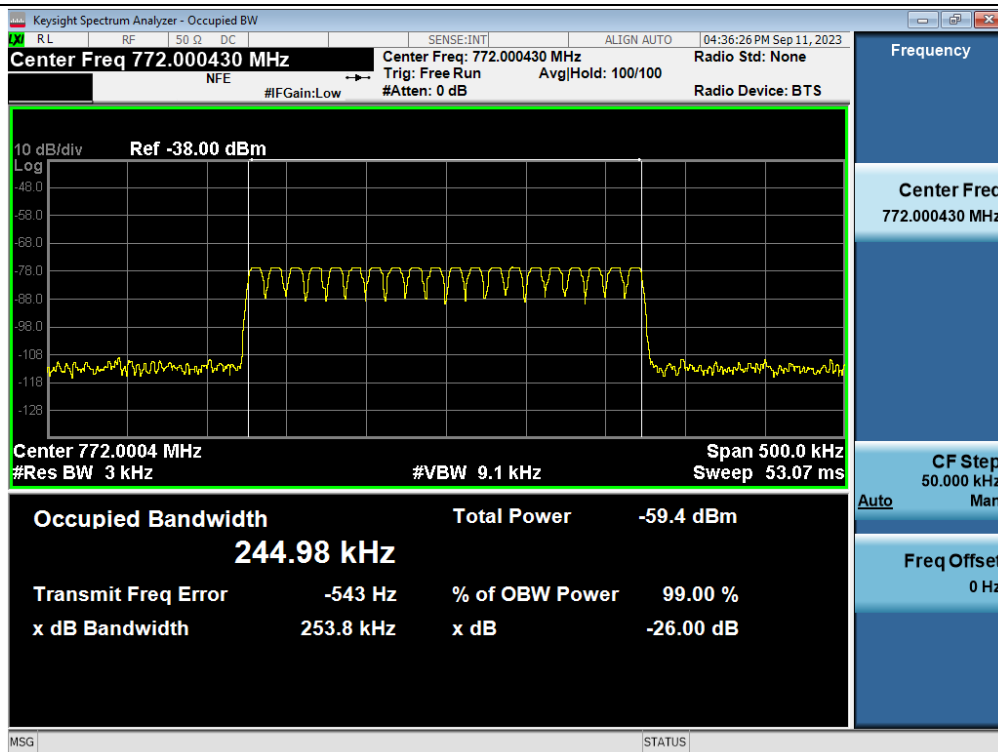 Keysight Spectrum Analyzer - Occupied BW
LXI RL RF 50 Ω DC SENSE:INT ALIGN AUTO 04:36:26 PM Sep 11, 2023
Center Freq 772.000430 MHz
NFE
#IFGain:Low
Center Freq: 772.000430 MHz
Trig: Free Run Avg|Hold: 100/100
#Atten: 0 dB
Radio Std: None
Radio Device: BTS
10 dB/div Ref -38.00 dBm
Log
-48.0
-58.0
-68.0
-78.0
-88.0
-98.0
-108
-118
-128
Center 772.0004 MHz Span 500.0 kHz
#Res BW 3 kHz #VBW 9.1 kHz Sweep 53.07 ms
Occupied Bandwidth Total Power -59.4 dBm
244.98 kHz
Transmit Freq Error -543 Hz % of OBW Power 99.00 %
x dB Bandwidth 253.8 kHz x dB -26.00 dB
MSG STATUS
Frequency
Center Freq
772.000430 MHz
CF Step
50.000 kHz
Auto Man
Freq Offset
0 Hz